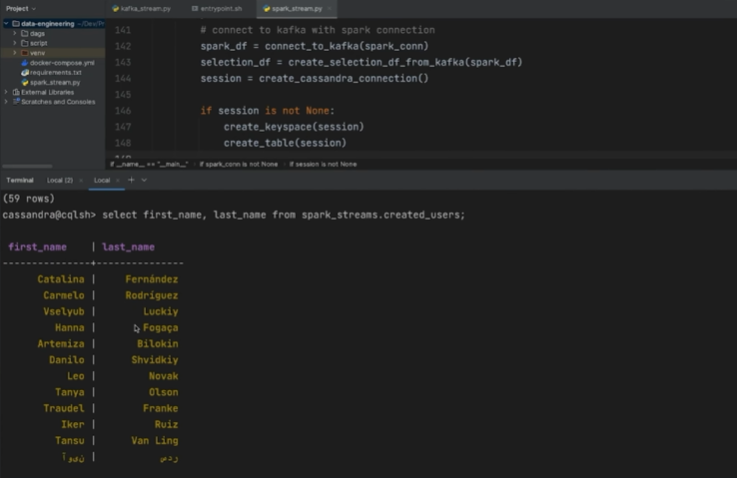 Project
kafka_stream.py
entrypoint.sh
spark_stream.py
data-engineering ~/Dev/Pr
dags
script
venv
docker-compose.yml
requirements.txt
spark_stream.py
External Libraries
Scratches and Consoles
141 # connect to kafka with spark connection
142 spark_df = connect_to_kafka(spark_conn)
143 selection_df = create_selection_df_from_kafka(spark_df)
144 session = create_cassandra_connection()
145
146 if session is not None:
147 create_keyspace(session)
148 create_table(session)
149
if __name__ == "__main__" › if spark_conn is not None › if session is not None
Terminal Local (2) × Local × +
(59 rows)
cassandra@cqlsh> select first_name, last_name from spark_streams.created_users;
first_name | last_name
---------------+---------------
Catalina | Fernández
Carmelo | Rodríguez
Vselyub | Luckiy
Hanna | Fogaça
Artemiza | Bilokin
Danilo | Shvidkiy
Leo | Novak
Tanya | Olson
Traudel | Franke
Iker | Ruiz
Tansu | Van Ling